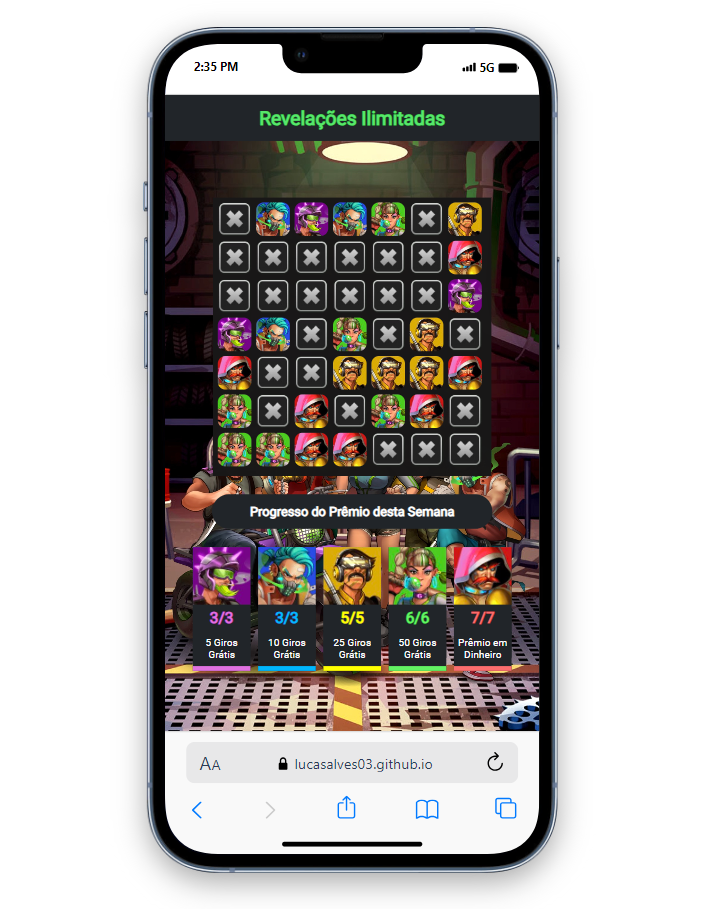 2:35 PM
5G
Revelações Ilimitadas
Progresso do Prêmio desta Semana
3/3
3/3
5/5
6/6
7/7
5 Giros
Grátis
10 Giros
Grátis
25 Giros
Grátis
50 Giros
Grátis
Prêmio em
Dinheiro
AA
lucasalves03.github.io